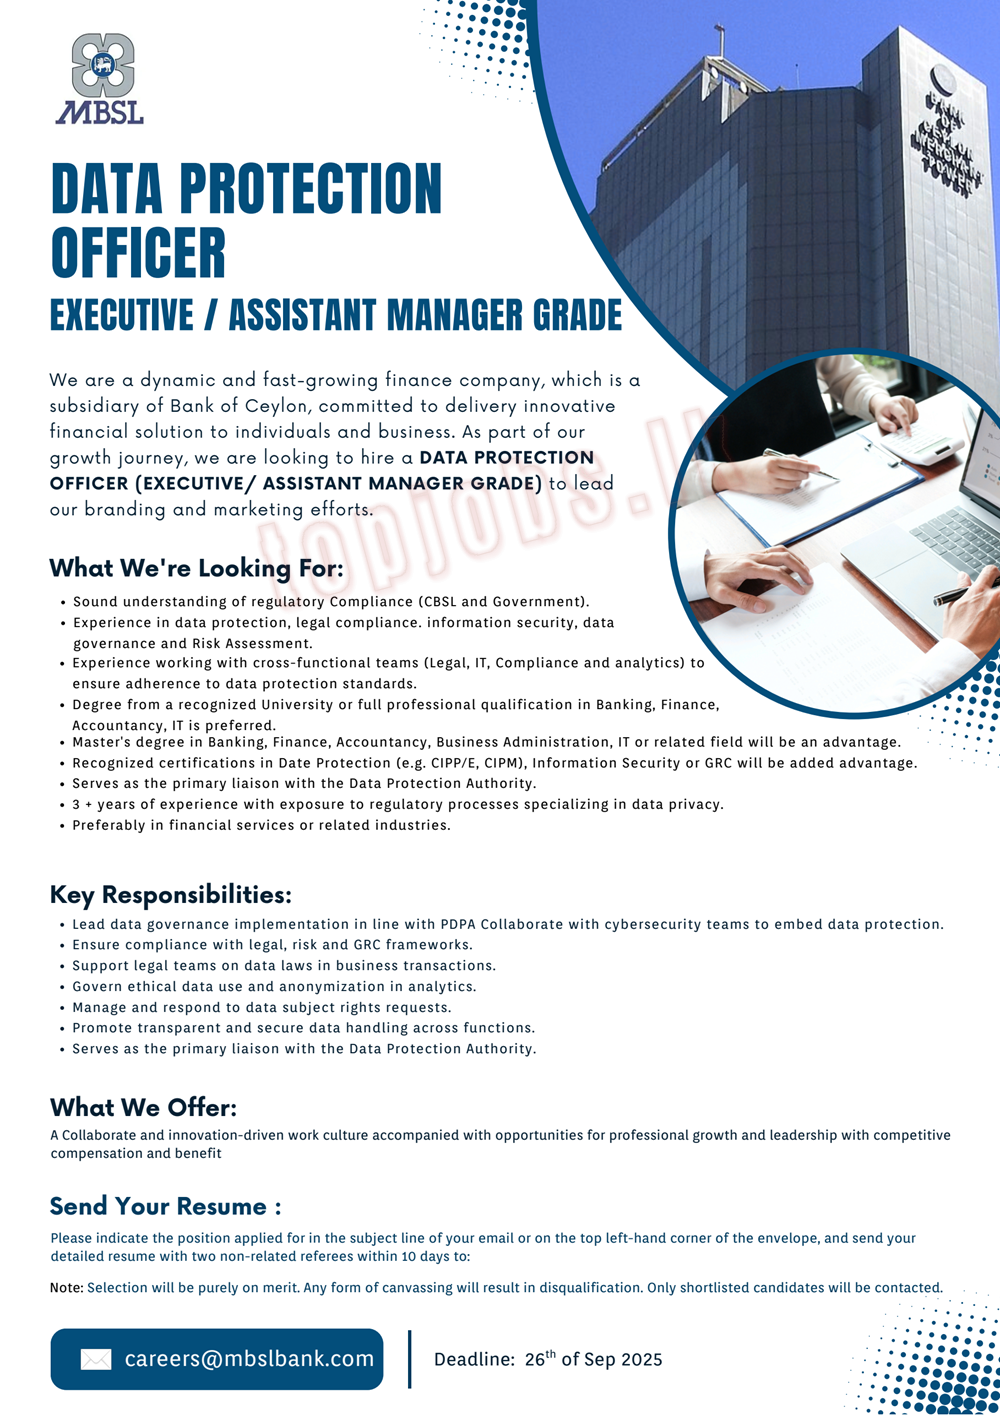 MBSL
BANK
OF
CEYLON
MERCHANT
TOWER
DATA PROTECTION
OFFICER
EXECUTIVE / ASSISTANT MANAGER GRADE
We are a dynamic and fast-growing finance company, which is a
subsidiary of Bank of Ceylon, committed to delivery innovative
financial solution to individuals and business. As part of our
growth journey, we are looking to hire a DATA PROTECTION
OFFICER (EXECUTIVE/ ASSISTANT MANAGER GRADE) to lead
our branding and marketing efforts.
topjobs.lk
What We're Looking For:
• Sound understanding of regulatory Compliance (CBSL and Government).
• Experience in data protection, legal compliance. information security, data
governance and Risk Assessment.
• Experience working with cross-functional teams (Legal, IT, Compliance and analytics) to
ensure adherence to data protection standards.
• Degree from a recognized University or full professional qualification in Banking, Finance,
Accountancy, IT is preferred.
• Master's degree in Banking, Finance, Accountancy, Business Administration, IT or related field will be an advantage.
• Recognized certifications in Date Protection (e.g. CIPP/E, CIPM), Information Security or GRC will be added advantage.
• Serves as the primary liaison with the Data Protection Authority.
• 3 + years of experience with exposure to regulatory processes specializing in data privacy.
• Preferably in financial services or related industries.
Key Responsibilities:
• Lead data governance implementation in line with PDPA Collaborate with cybersecurity teams to embed data protection.
• Ensure compliance with legal, risk and GRC frameworks.
• Support legal teams on data laws in business transactions.
• Govern ethical data use and anonymization in analytics.
• Manage and respond to data subject rights requests.
• Promote transparent and secure data handling across functions.
• Serves as the primary liaison with the Data Protection Authority.
What We Offer:
A Collaborate and innovation-driven work culture accompanied with opportunities for professional growth and leadership with competitive
compensation and benefit
Send Your Resume :
Please indicate the position applied for in the subject line of your email or on the top left-hand corner of the envelope, and send your
detailed resume with two non-related referees within 10 days to:
Note: Selection will be purely on merit. Any form of canvassing will result in disqualification. Only shortlisted candidates will be contacted.
careers@mbslbank.com
Deadline: 26th of Sep 2025